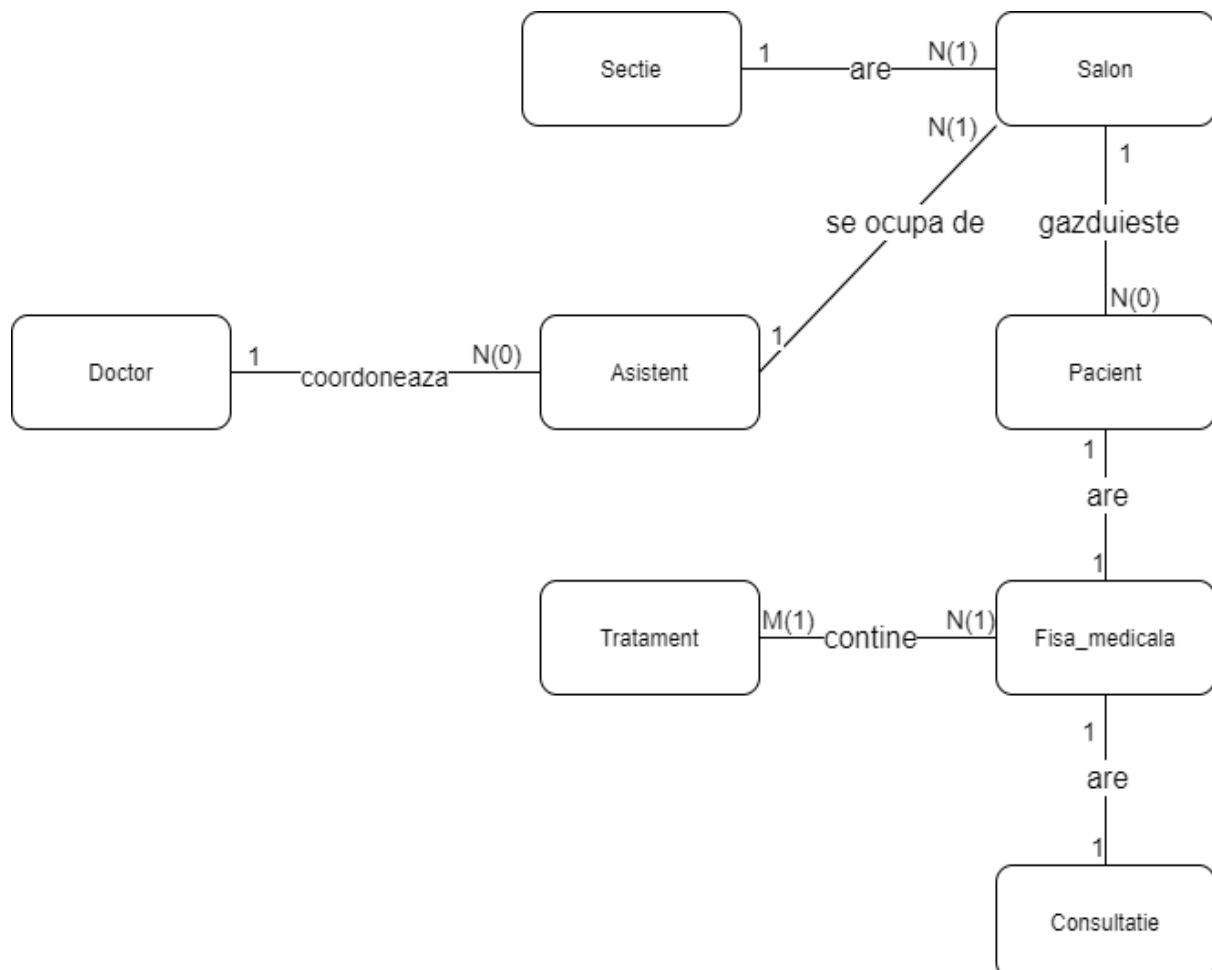 Sectie
1
are
N(1)
Salon
N(1)
1
se ocupa de
gazduieste
Doctor
1
coordoneaza
N(0)
Asistent
1
N(0)
Pacient
1
are
1
Tratament
M(1)
contine
N(1)
Fisa_medicala
1
are
1
Consultatie